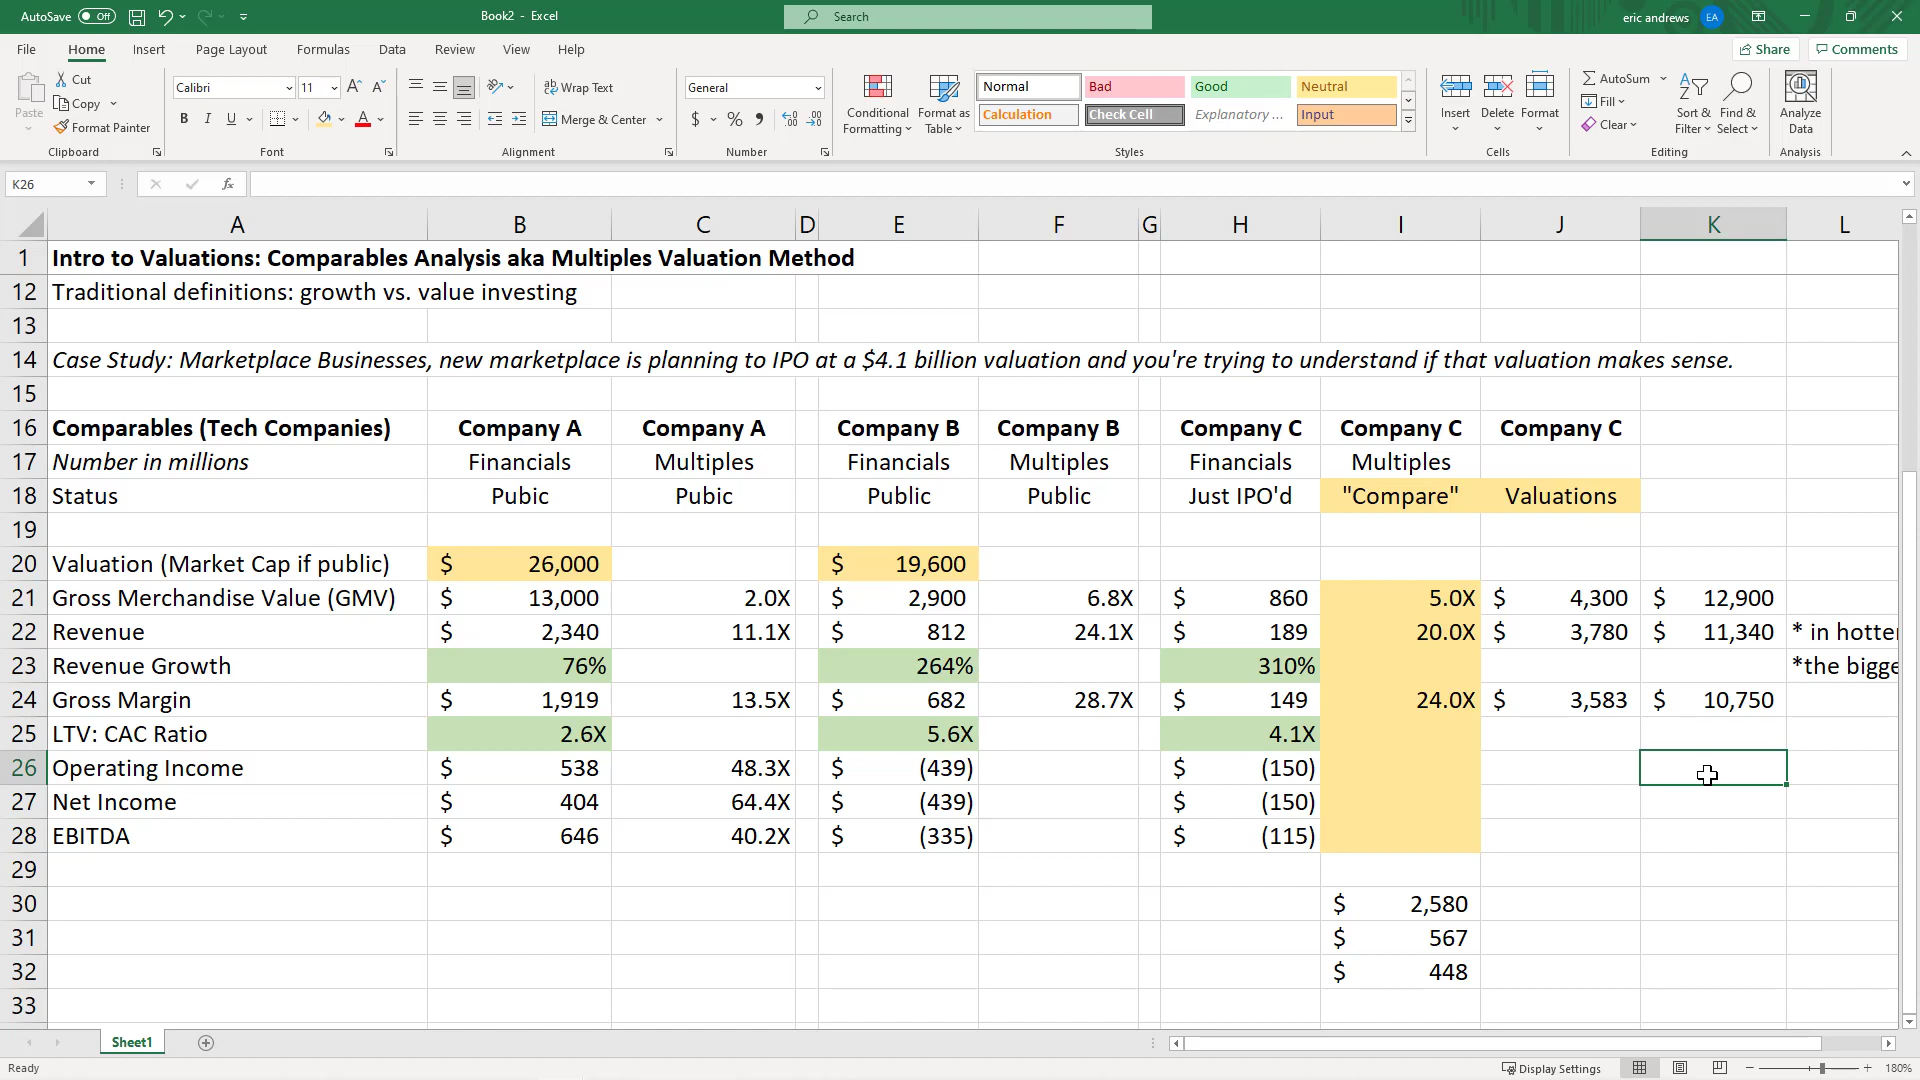 AutoSave Off Book2 - Excel Search eric andrews EA
File Home Insert Page Layout Formulas Data Review View Help Share Comments
Paste Cut Copy Format Painter Clipboard
Calibri 11 A A B I U A Font
Wrap Text Merge & Center Alignment
General $ % 9 Number
Conditional Formatting Format as Table Normal Bad Good Neutral Calculation Check Cell Explanatory ... Input Styles
Insert Delete Format Cells
AutoSum Fill Clear Sort & Filter Find & Select Editing
Analyze Data Analysis
K26 fx
A B C D E F G H I J K L
1 Intro to Valuations: Comparables Analysis aka Multiples Valuation Method
12 Traditional definitions: growth vs. value investing
13
14 Case Study: Marketplace Businesses, new marketplace is planning to IPO at a $4.1 billion valuation and you're trying to understand if that valuation makes sense.
15
16 Comparables (Tech Companies) Company A Company A Company B Company B Company C Company C Company C
17 Number in millions Financials Multiples Financials Multiples Financials Multiples
18 Status Pubic Pubic Public Public Just IPO'd "Compare" Valuations
19
20 Valuation (Market Cap if public) $ 26,000 $ 19,600
21 Gross Merchandise Value (GMV) $ 13,000 2.0X $ 2,900 6.8X $ 860 5.0X $ 4,300 $ 12,900
22 Revenue $ 2,340 11.1X $ 812 24.1X $ 189 20.0X $ 3,780 $ 11,340 * in hotter
23 Revenue Growth 76% 264% 310% *the bigge
24 Gross Margin $ 1,919 13.5X $ 682 28.7X $ 149 24.0X $ 3,583 $ 10,750
25 LTV: CAC Ratio 2.6X 5.6X 4.1X
26 Operating Income $ 538 48.3X $ (439) $ (150)
27 Net Income $ 404 64.4X $ (439) $ (150)
28 EBITDA $ 646 40.2X $ (335) $ (115)
29
30 $ 2,580
31 $ 567
32 $ 448
33
Sheet1
Ready Display Settings 180%